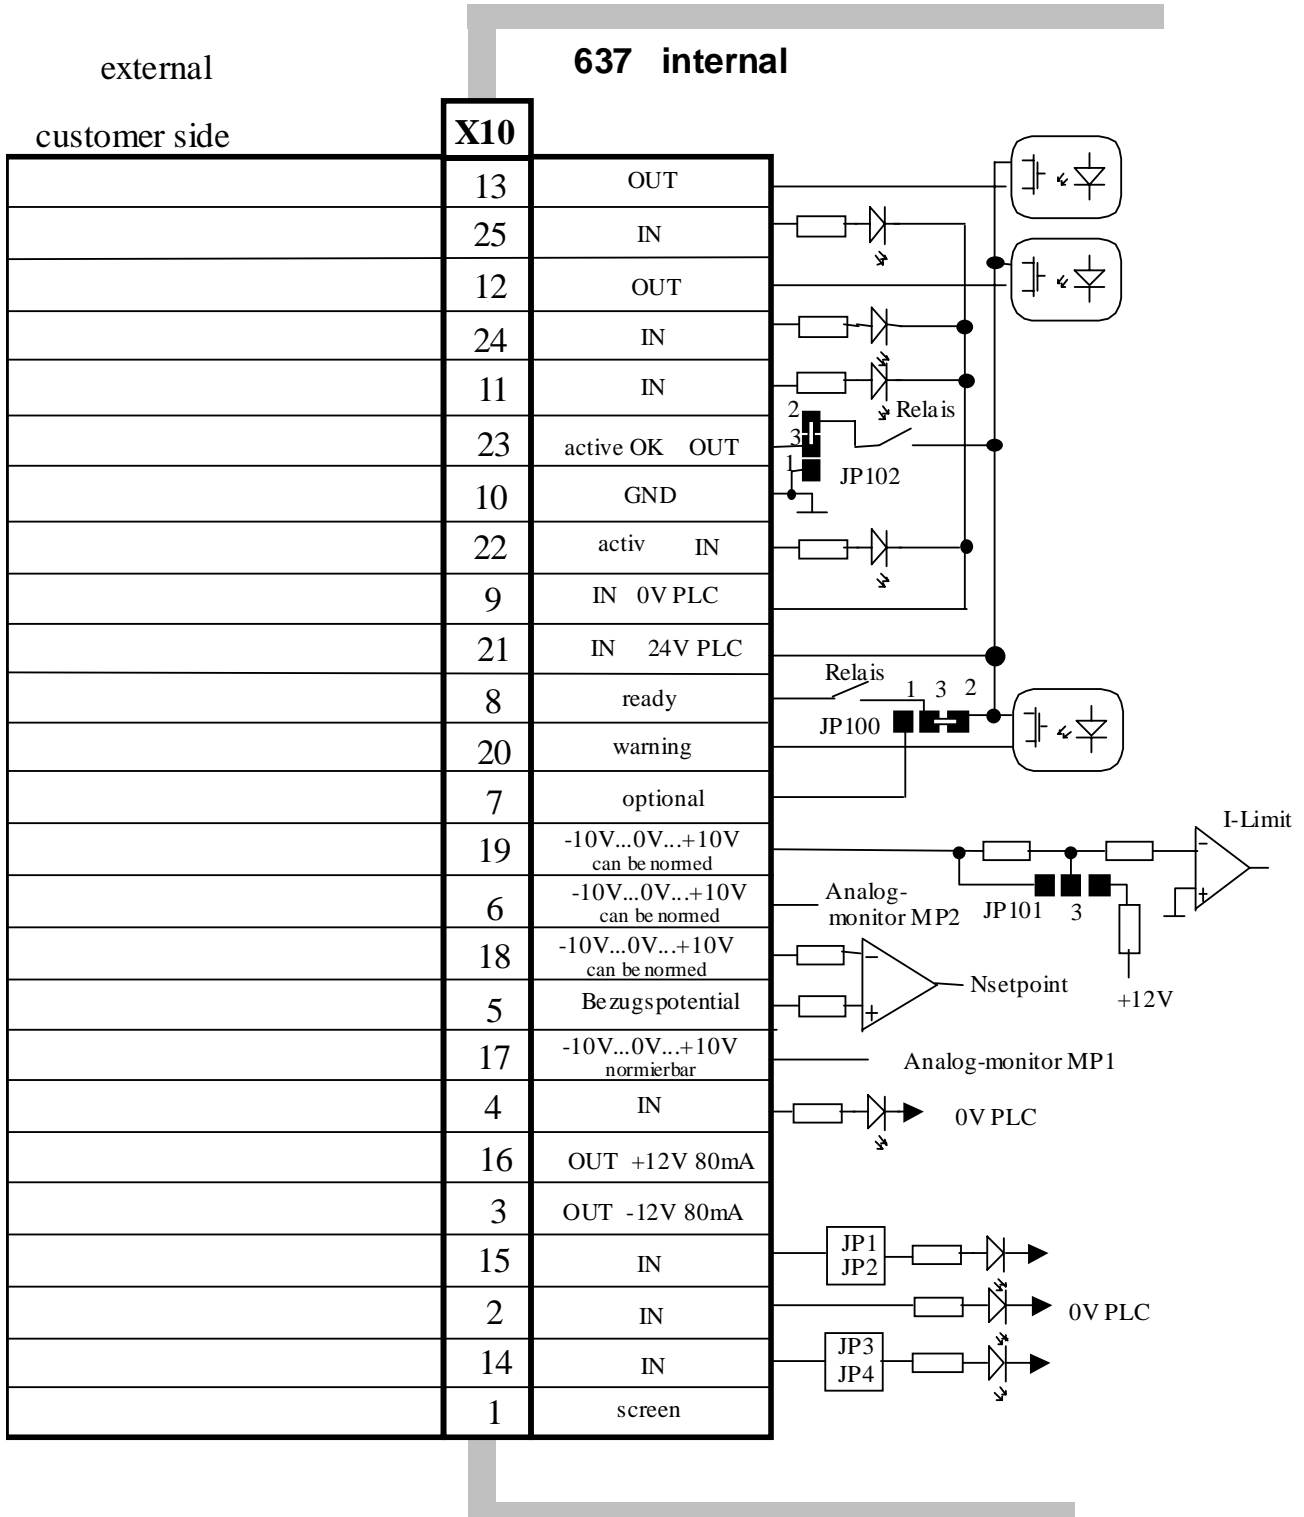 external
637 internal
customer side
X10
13 OUT
25 IN
12 OUT
24 IN
11 IN
2
Relais
3
23 active OK OUT
1
JP102
10 GND
22 activ IN
9 IN 0V PLC
21 IN 24V PLC
Relais
1 3 2
8 ready
JP100
20 warning
7 optional
I-Limit
19 -10V...0V...+10V
can be normed
−
+
JP101 3
6 -10V...0V...+10V
can be normed
Analog-
monitor MP2
18 -10V...0V...+10V
can be normed
−
Nsetpoint
+12V
5 Bezugspotential
+
17 -10V...0V...+10V
normierbar
Analog-monitor MP1
4 IN
0V PLC
16 OUT +12V 80mA
3 OUT -12V 80mA
15 IN
JP1
JP2
2 IN
0V PLC
14 IN
JP3
JP4
1 screen